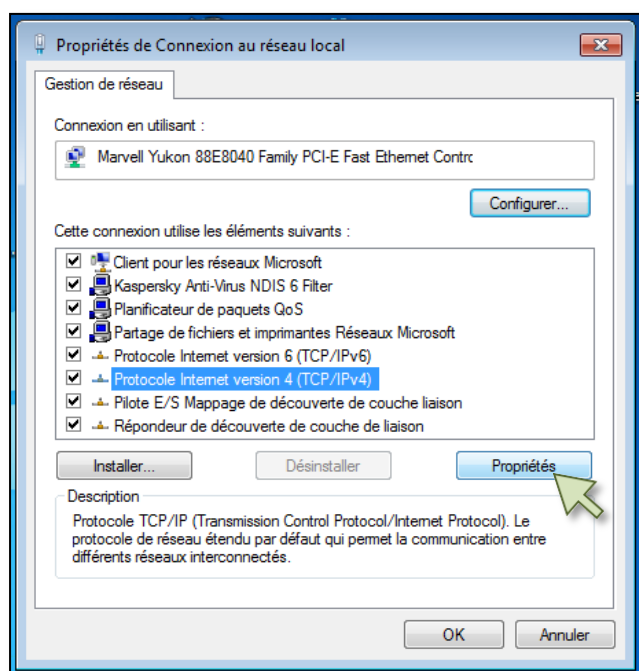 Propriétés de Connexion au réseau local
Gestion de réseau
Connexion en utilisant :
Marvell Yukon 88E8040 Family PCI-E Fast Ethernet Contrc
Configurer...
Cette connexion utilise les éléments suivants :
Client pour les réseaux Microsoft
Kaspersky Anti-Virus NDIS 6 Filter
Planificateur de paquets QoS
Partage de fichiers et imprimantes Réseaux Microsoft
Protocole Internet version 6 (TCP/IPv6)
Protocole Internet version 4 (TCP/IPv4)
Pilote E/S Mappage de découverte de couche liaison
Répondeur de découverte de couche de liaison
Installer... Désinstaller Propriétés
Description
Protocole TCP/IP (Transmission Control Protocol/Internet Protocol). Le
protocole de réseau étendu par défaut qui permet la communication entre
différents réseaux interconnectés.
OK Annuler